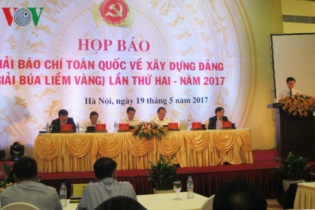 VOV
HỌP BÁO
GIẢI BÁO CHÍ TOÀN QUỐC VỀ XÂY DỰNG ĐẢNG
(GIẢI BÚA LIỀM VÀNG) LẦN THỨ HAI - NĂM 2017
Hà Nội, ngày 19 tháng 5 năm 2017